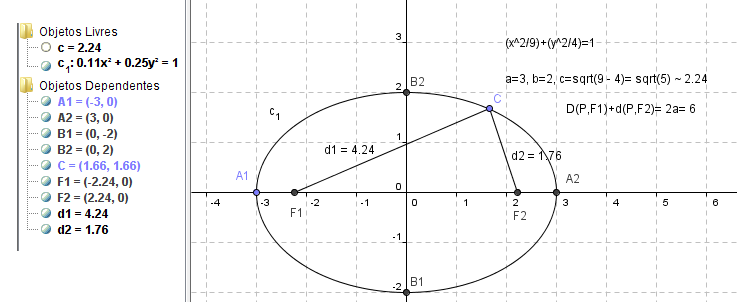 Objetos Livres
c = 2.24
c₁: 0.11x² + 0.25y² = 1
Objetos Dependentes
A1 = (-3, 0)
A2 = (3, 0)
B1 = (0, -2)
B2 = (0, 2)
C = (1.66, 1.66)
F1 = (-2.24, 0)
F2 = (2.24, 0)
d1 = 4.24
d2 = 1.76
(x^2/9)+(y^2/4)=1
a=3, b=2, c=sqrt(9 - 4)= sqrt(5) ~ 2.24
D(P,F1)+d(P,F2)= 2a= 6
3
2
B2
C
c₁
1
d1 = 4.24
d2 = 1.76
A1
A2
0
-4 -3 -2 -1 0 1 2 3 4 5 6
F1
F2
-1
-2
B1